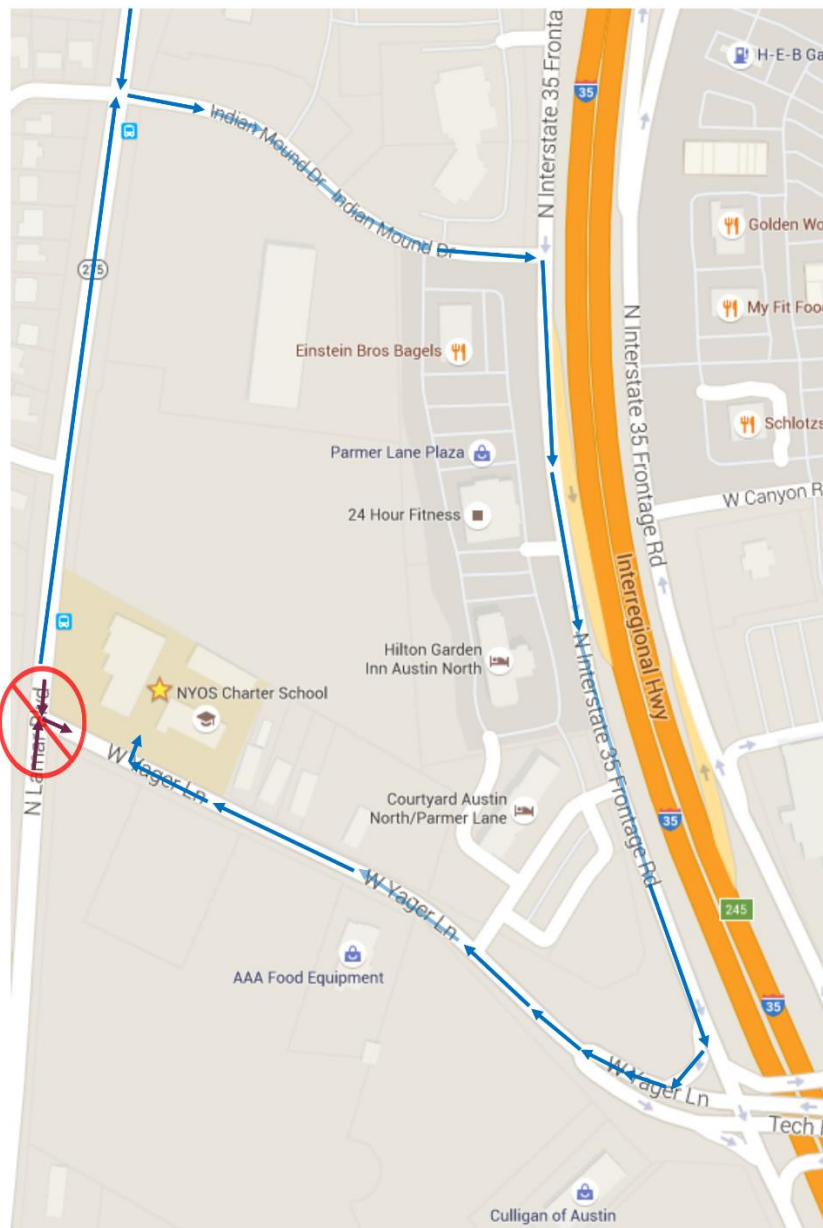 N Interstate 35 Fronta
35
H-E-B Ga
Indian Mound Dr
Indian Mound Dr
Golden Wo
275
My Fit Food
Einstein Bros Bagels
N Interstate 35 Frontage Rd
Schlotzs
Parmer Lane Plaza
W Canyon R
24 Hour Fitness
Interregional Hwy
Hilton Garden
Inn Austin North
NYOS Charter School
N Lamar Blvd
W Yager Ln
N Interstate 35 Frontage Rd
Courtyard Austin
North/Parmer Lane
35
W Yager Ln
245
AAA Food Equipment
35
W Yager Ln
Tech
Culligan of Austin